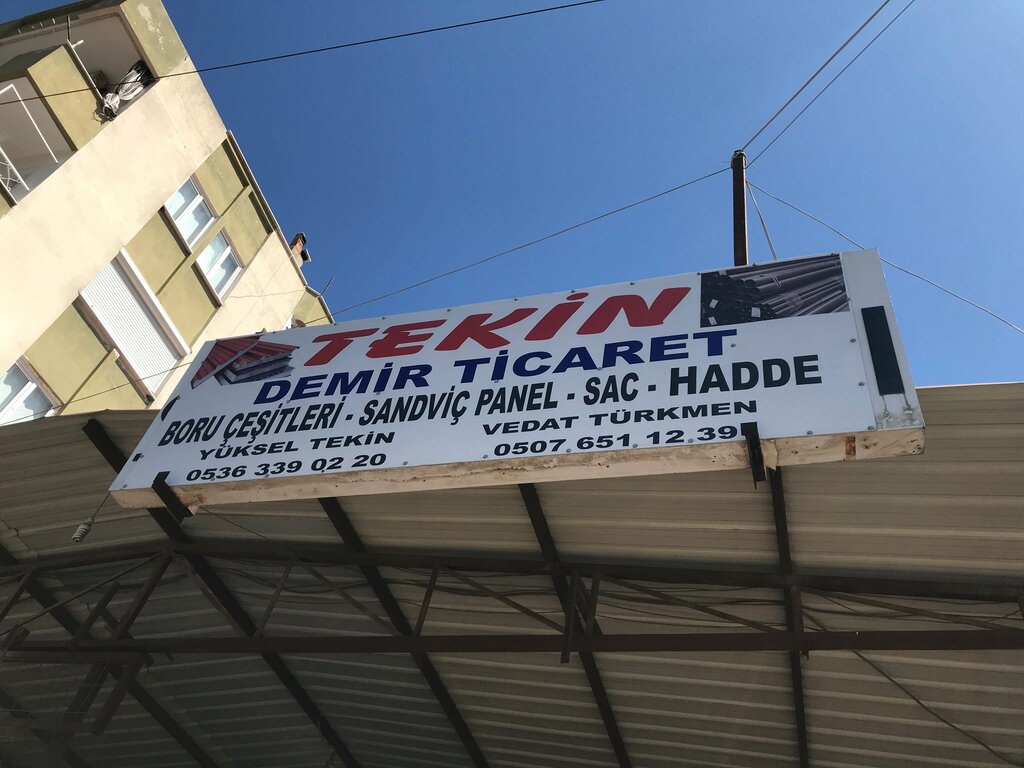 TEKİN
DEMİR TİCARET
BORU ÇEŞİTLERİ - SANDVİÇ PANEL - SAC - HADDE
YÜKSEL TEKİN VEDAT TÜRKMEN
0536 339 02 20 0507 651 12 39